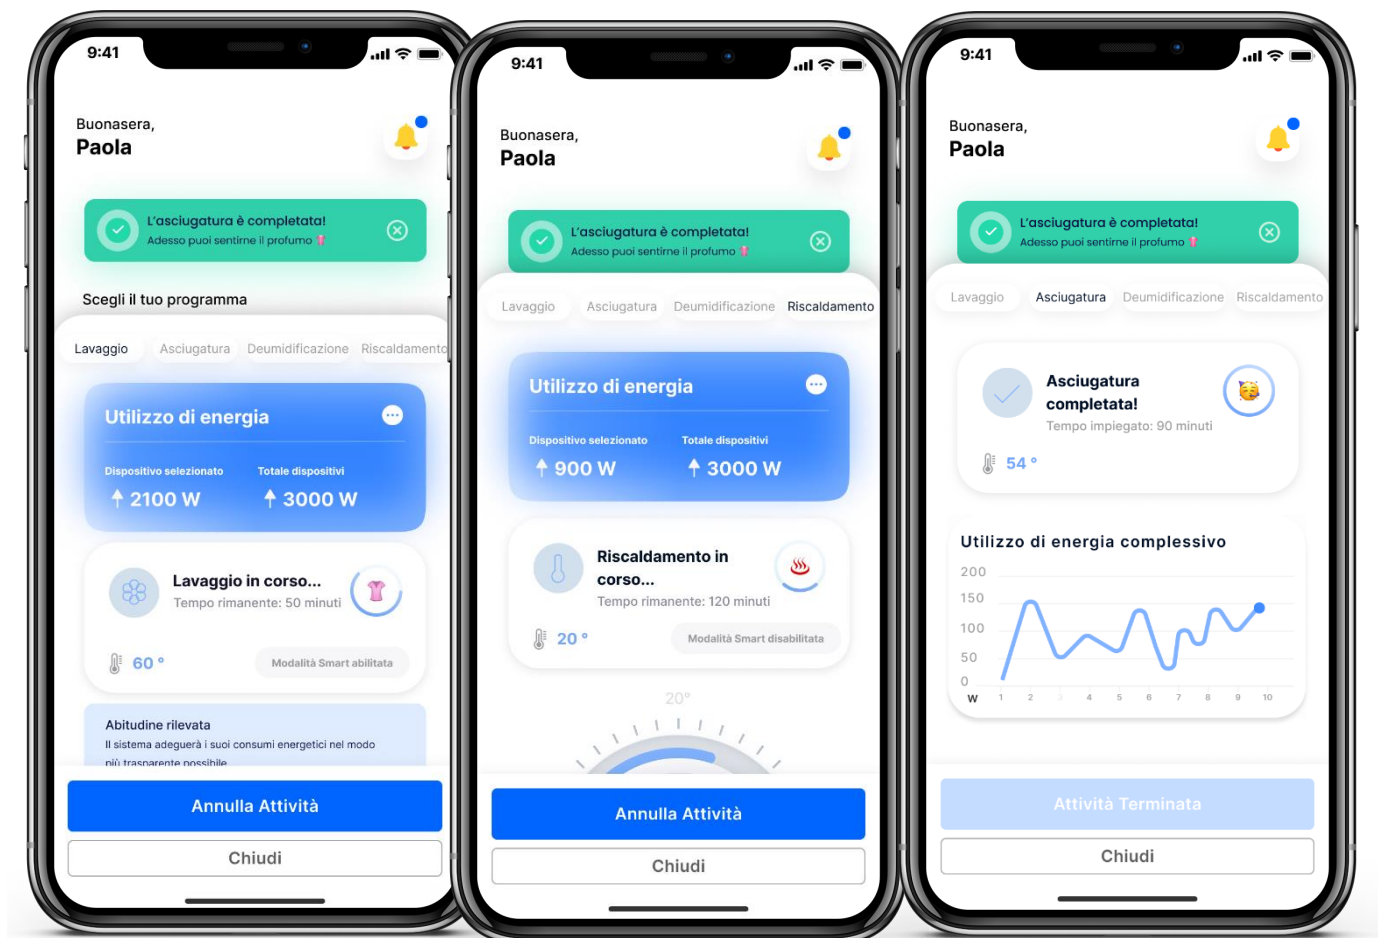 9:41
Buonasera,
Paola
L'asciugatura è completata!
Adesso puoi sentirne il profumo
Scegli il tuo programma
Lavaggio Asciugatura Deumidificazione Riscaldamento
Utilizzo di energia
Dispositivo selezionato Totale dispositivi
2100 W 3000 W
Lavaggio in corso...
Tempo rimanente: 50 minuti
60 °
Modalità Smart abilitata
Abitudine rilevata
Il sistema adeguerà i suoi consumi energetici nel modo
più trasparente possibile
Annulla Attività
Chiudi
9:41
Buonasera,
Paola
L'asciugatura è completata!
Adesso puoi sentirne il profumo
Lavaggio Asciugatura Deumidificazione Riscaldamento
Utilizzo di energia
Dispositivo selezionato Totale dispositivi
900 W 3000 W
Riscaldamento in
corso...
Tempo rimanente: 120 minuti
20 °
Modalità Smart disabilitata
20°
Annulla Attività
Chiudi
9:41
Buonasera,
Paola
L'asciugatura è completata!
Adesso puoi sentirne il profumo
Lavaggio Asciugatura Deumidificazione Riscaldamento
Asciugatura
completata!
Tempo impiegato: 90 minuti
54 °
Utilizzo di energia complessivo
200
150
100
50
0
W 1 2 3 4 5 6 7 8 9 10
Attività Terminata
Chiudi